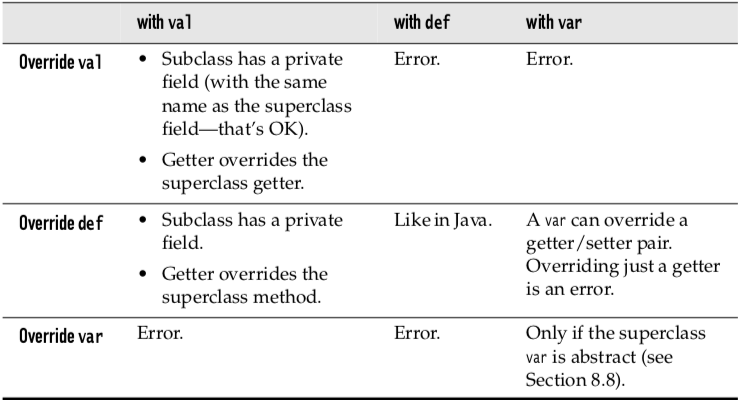 with val with def with var
Override val • Subclass has a private Error. Error.
field (with the same
name as the superclass
field—that's OK).
• Getter overrides the
superclass getter.
Override def • Subclass has a private Like in Java. A var can override a
field. getter/setter pair.
• Getter overrides the Overriding just a getter
superclass method. is an error.
Override var Error. Error. Only if the superclass
var is abstract (see
Section 8.8).